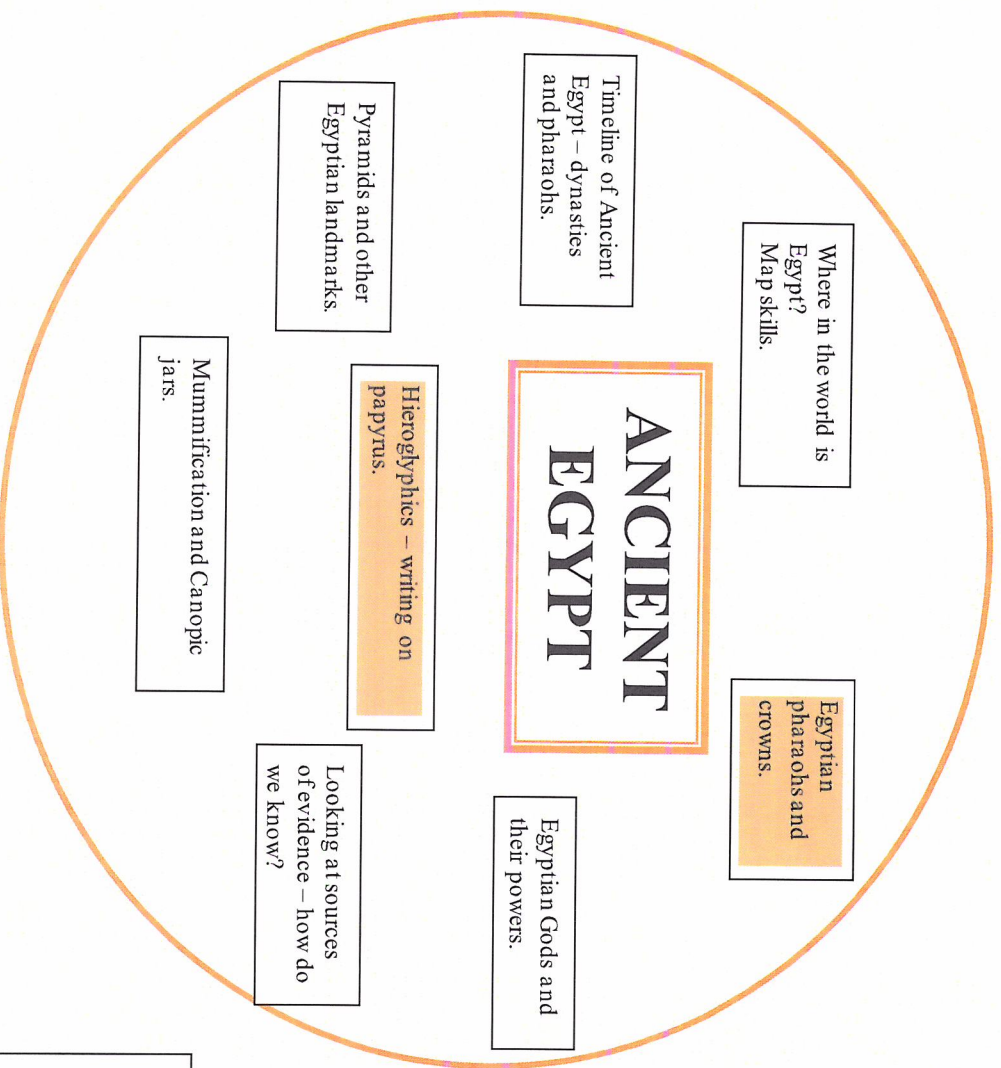 Where in the world is
Egypt?
Map skills.
Egyptian
pharaohs and
crowns.
Timeline of Ancient
Egypt – dynasties
and pharaohs.
ANCIENT
EGYPT
Egyptian Gods and
their powers.
Pyramids and other
Egyptian landmarks.
Hieroglyphics – writing on
papyrus.
Looking at sources
of evidence – how do
we know?
Mummification and Canopic
jars.